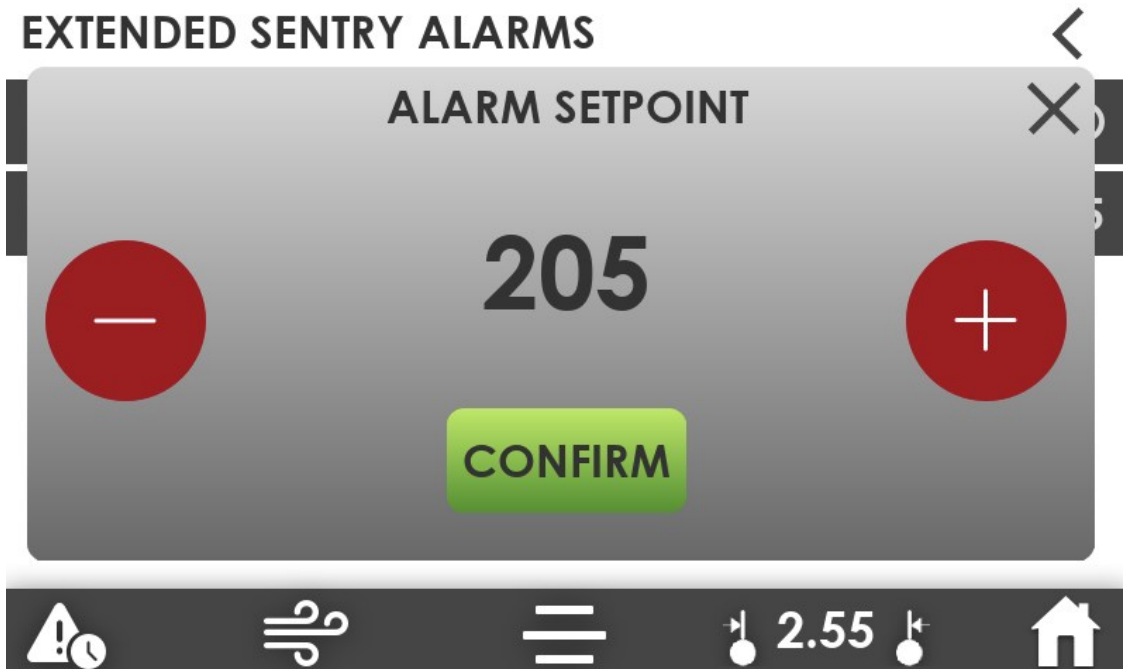 EXTENDED SENTRY ALARMS
ALARM SETPOINT
205
CONFIRM
2.55